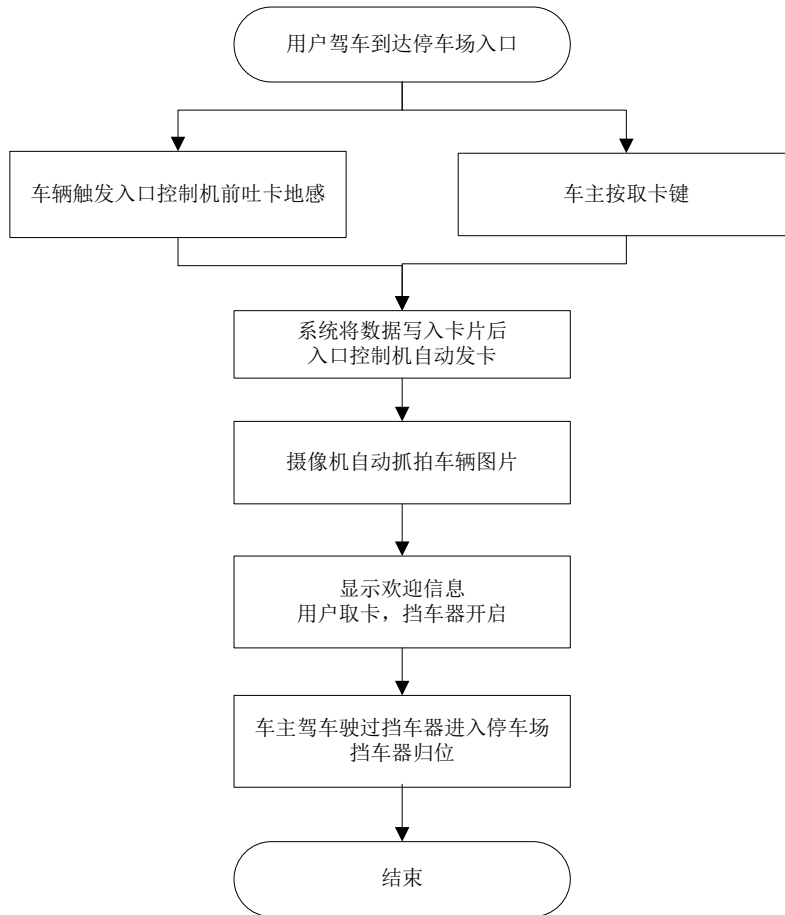 用户驾车到达停车场入口
车辆触发入口控制机前吐卡地感
车主按取卡键
系统将数据写入卡片后
入口控制机自动发卡
摄像机自动抓拍车辆图片
显示欢迎信息
用户取卡，挡车器开启
车主驾车驶过挡车器进入停车场
挡车器归位
结束